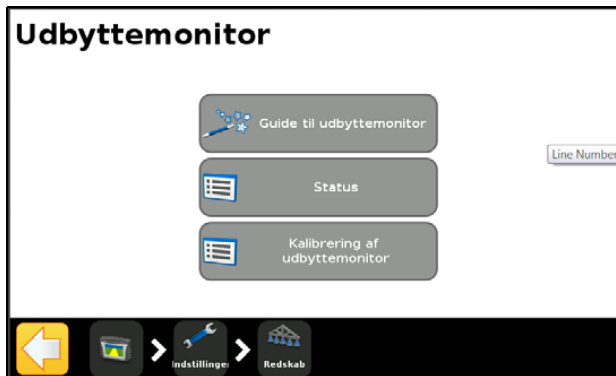 Udbyttemonitor
Guide til udbyttemonitor
Line Number
Status
Kalibrering af
udbyttemonitor
Indstillinger
Redskab